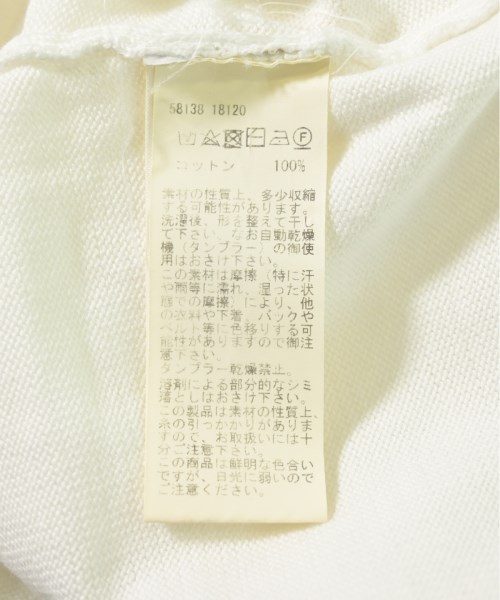 58138 18120
コットン 100%
素材の性質上、多少収縮
する可能性があります。
洗濯後、形を整えて干し
て下さい。なお自動乾燥
機（タンブラー）の御使
用はおさけ下さい。
この素材は摩擦（特に汗
や雨等に濡れ、湿った状
態での摩擦）により、他
の衣料や下着、バックや
ベルト等に色移りする可
能性がありますので御注
意下さい。
タンブラー乾燥禁止。
溶剤による部分的なシミ
落としはおさけ下さい。
この製品は素材の性質上、
糸の引っかかりがありま
すので、お取扱いには十
分ご注意下さい。
この商品は鮮明な色合い
ですが、日光に弱いので
ご注意ください。